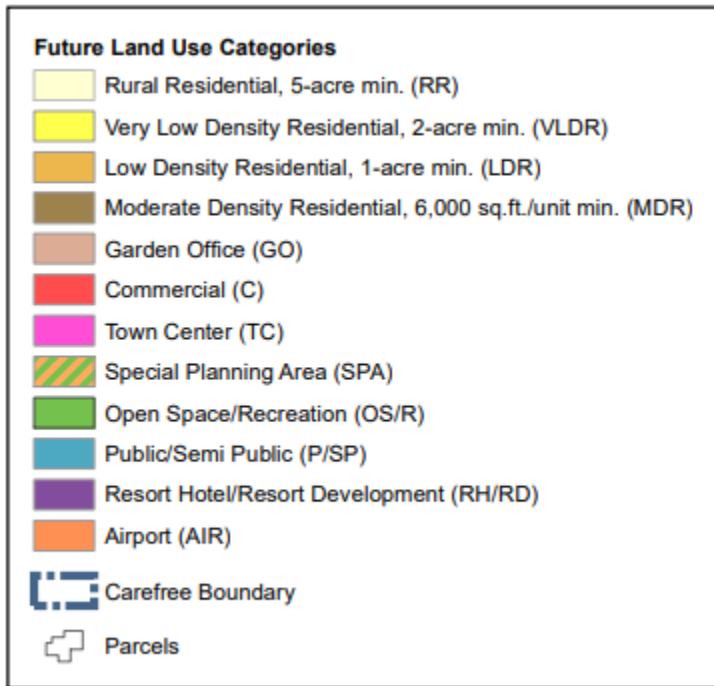 Future Land Use Categories
Rural Residential, 5-acre min. (RR)
Very Low Density Residential, 2-acre min. (VLDR)
Low Density Residential, 1-acre min. (LDR)
Moderate Density Residential, 6,000 sq.ft./unit min. (MDR)
Garden Office (GO)
Commercial (C)
Town Center (TC)
Special Planning Area (SPA)
Open Space/Recreation (OS/R)
Public/Semi Public (P/SP)
Resort Hotel/Resort Development (RH/RD)
Airport (AIR)
Carefree Boundary
Parcels